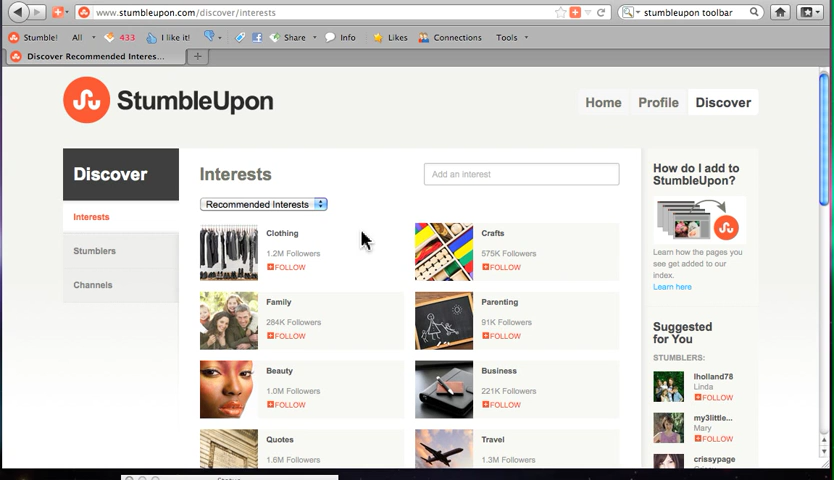 www.stumbleupon.com/discover/interests
stumbleupon toolbar
Stumble! All 433 I like it! Share Info Likes Connections Tools
Discover Recommended Interes...
StumbleUpon
Home Profile Discover
Discover
Interests
Stumblers
Channels
Interests
Add an interest
Recommended Interests
Clothing
1.2M Followers
FOLLOW
Crafts
575K Followers
FOLLOW
Family
284K Followers
FOLLOW
Parenting
91K Followers
FOLLOW
Beauty
1.0M Followers
FOLLOW
Business
221K Followers
FOLLOW
Quotes
1.6M Followers
Travel
1.3M Followers
How do I add to
StumbleUpon?
Learn how the pages you
see get added to our
index.
Learn here
Suggested
for You
STUMBLERS:
lholland78
Linda
FOLLOW
my3little...
Mary
FOLLOW
crissypage